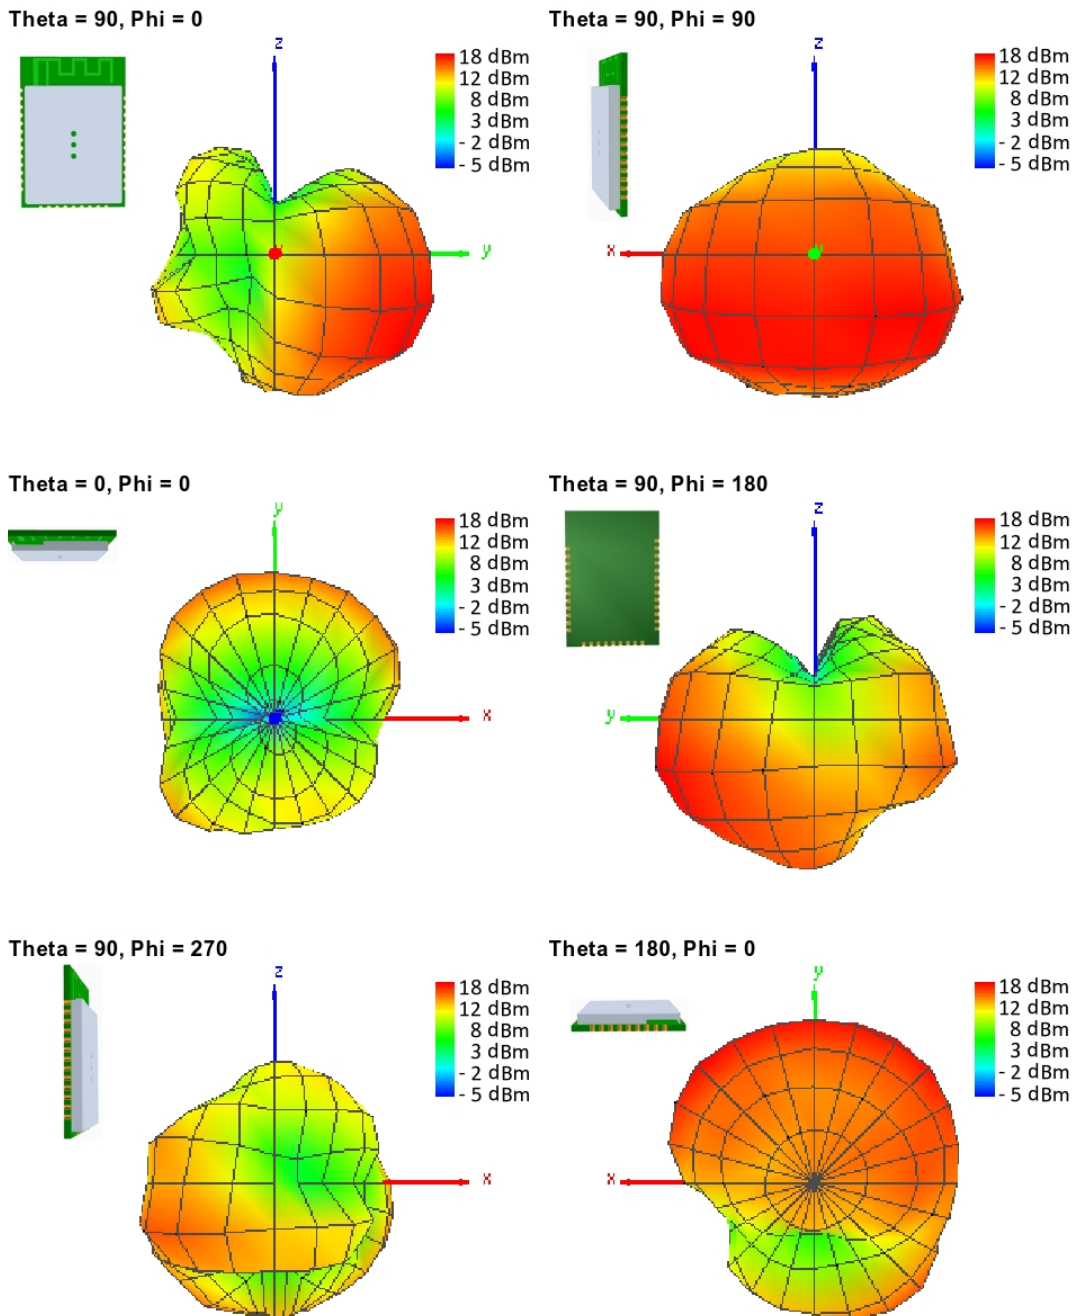 Theta = 90, Phi = 0
z
18 dBm
12 dBm
8 dBm
3 dBm
- 2 dBm
- 5 dBm
y
Theta = 90, Phi = 90
z
18 dBm
12 dBm
8 dBm
3 dBm
- 2 dBm
- 5 dBm
x
y
Theta = 0, Phi = 0
y
18 dBm
12 dBm
8 dBm
3 dBm
- 2 dBm
- 5 dBm
x
Theta = 90, Phi = 180
z
18 dBm
12 dBm
8 dBm
3 dBm
- 2 dBm
- 5 dBm
y
Theta = 90, Phi = 270
z
18 dBm
12 dBm
8 dBm
3 dBm
- 2 dBm
- 5 dBm
x
Theta = 180, Phi = 0
y
18 dBm
12 dBm
8 dBm
3 dBm
- 2 dBm
- 5 dBm
x